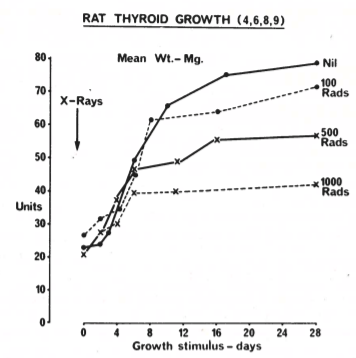 RAT THYROID GROWTH (4,6,8,9)
Mean Wt.- Mg.
X-Rays
Nil
100
Rads
500
Rads
1000
Rads
Units
80
70
60
50
40
30
20
10
0
0 4 8 12 16 20 24 28
Growth stimulus - days